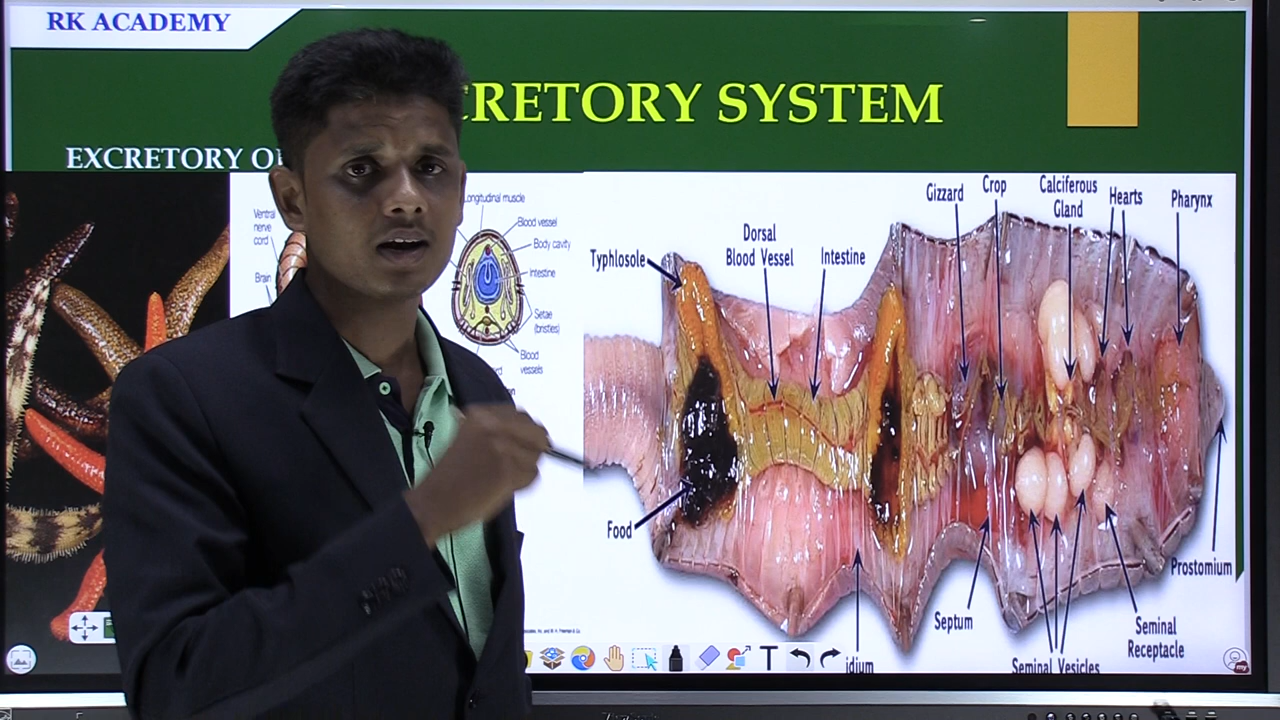 RK ACADEMY
CRETORY SYSTEM
EXCRETORY
Longitudinal muscle
Ventral
nerve
cord
Blood vessel
Body cavity
Brain
Intestine
Setae
(bristles)
Blood
vessels
Typhlosole
Dorsal
Blood Vessel
Intestine
Gizzard
Crop
Calciferous
Gland
Hearts
Pharynx
Food
Septum
Prostomium
Seminal
Receptacle
idium
Seminal Vesicles
T
my